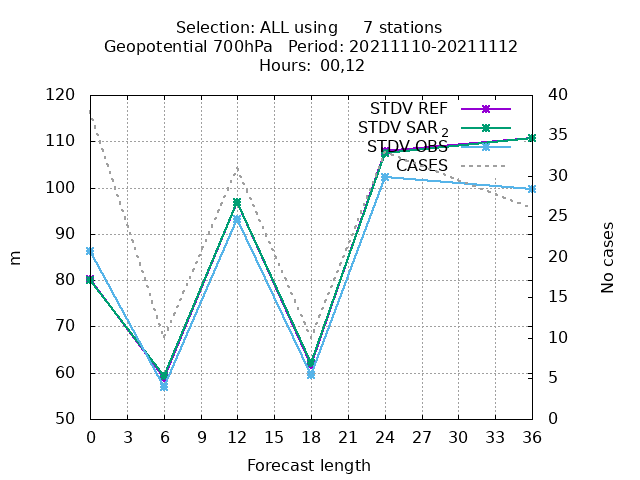 Selection: ALL using 7 stations
Geopotential 700hPa Period: 20211110-20211112
Hours: 00,12
STDV REF
STDV SAR 2
STDV OBS
CASES
120
110
100
90
80
70
60
50
40
35
30
25
20
15
10
5
0
m
No cases
0 3 6 9 12 15 18 21 24 27 30 33 36
Forecast length